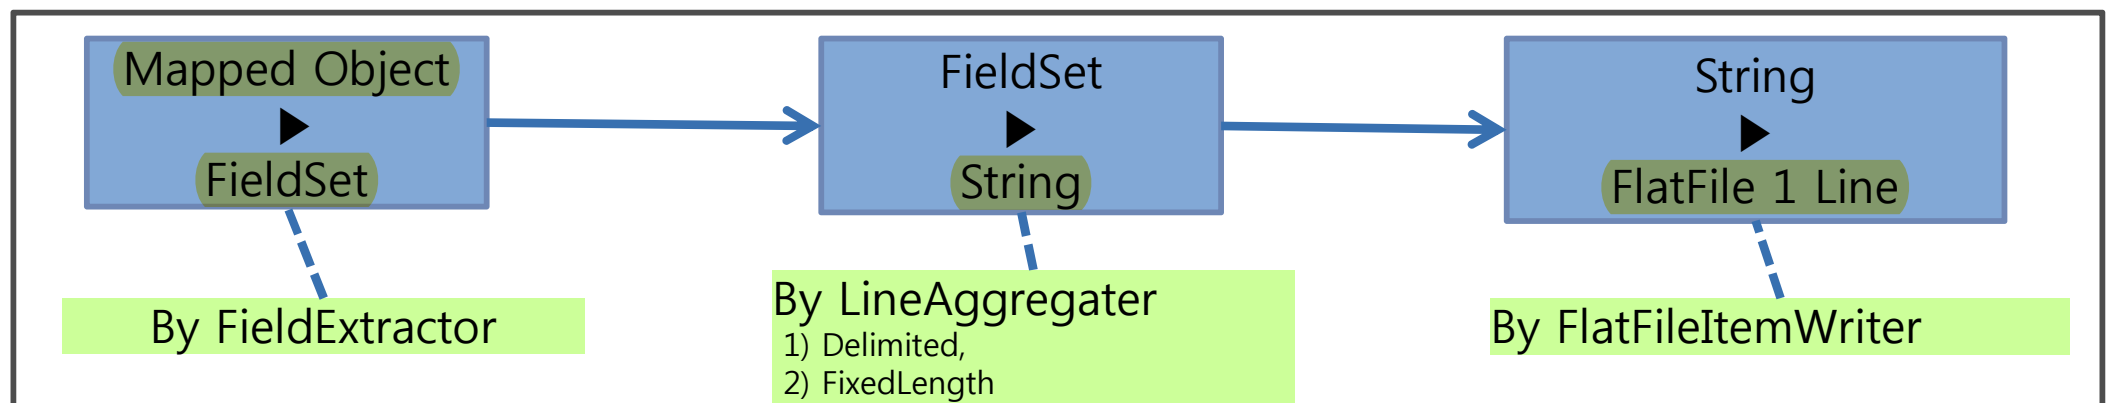 Mapped Object
▶
FieldSet
By FieldExtractor
FieldSet
▶
String
By LineAggregater
1) Delimited,
2) FixedLength
String
▶
FlatFile 1 Line
By FlatFileItemWriter